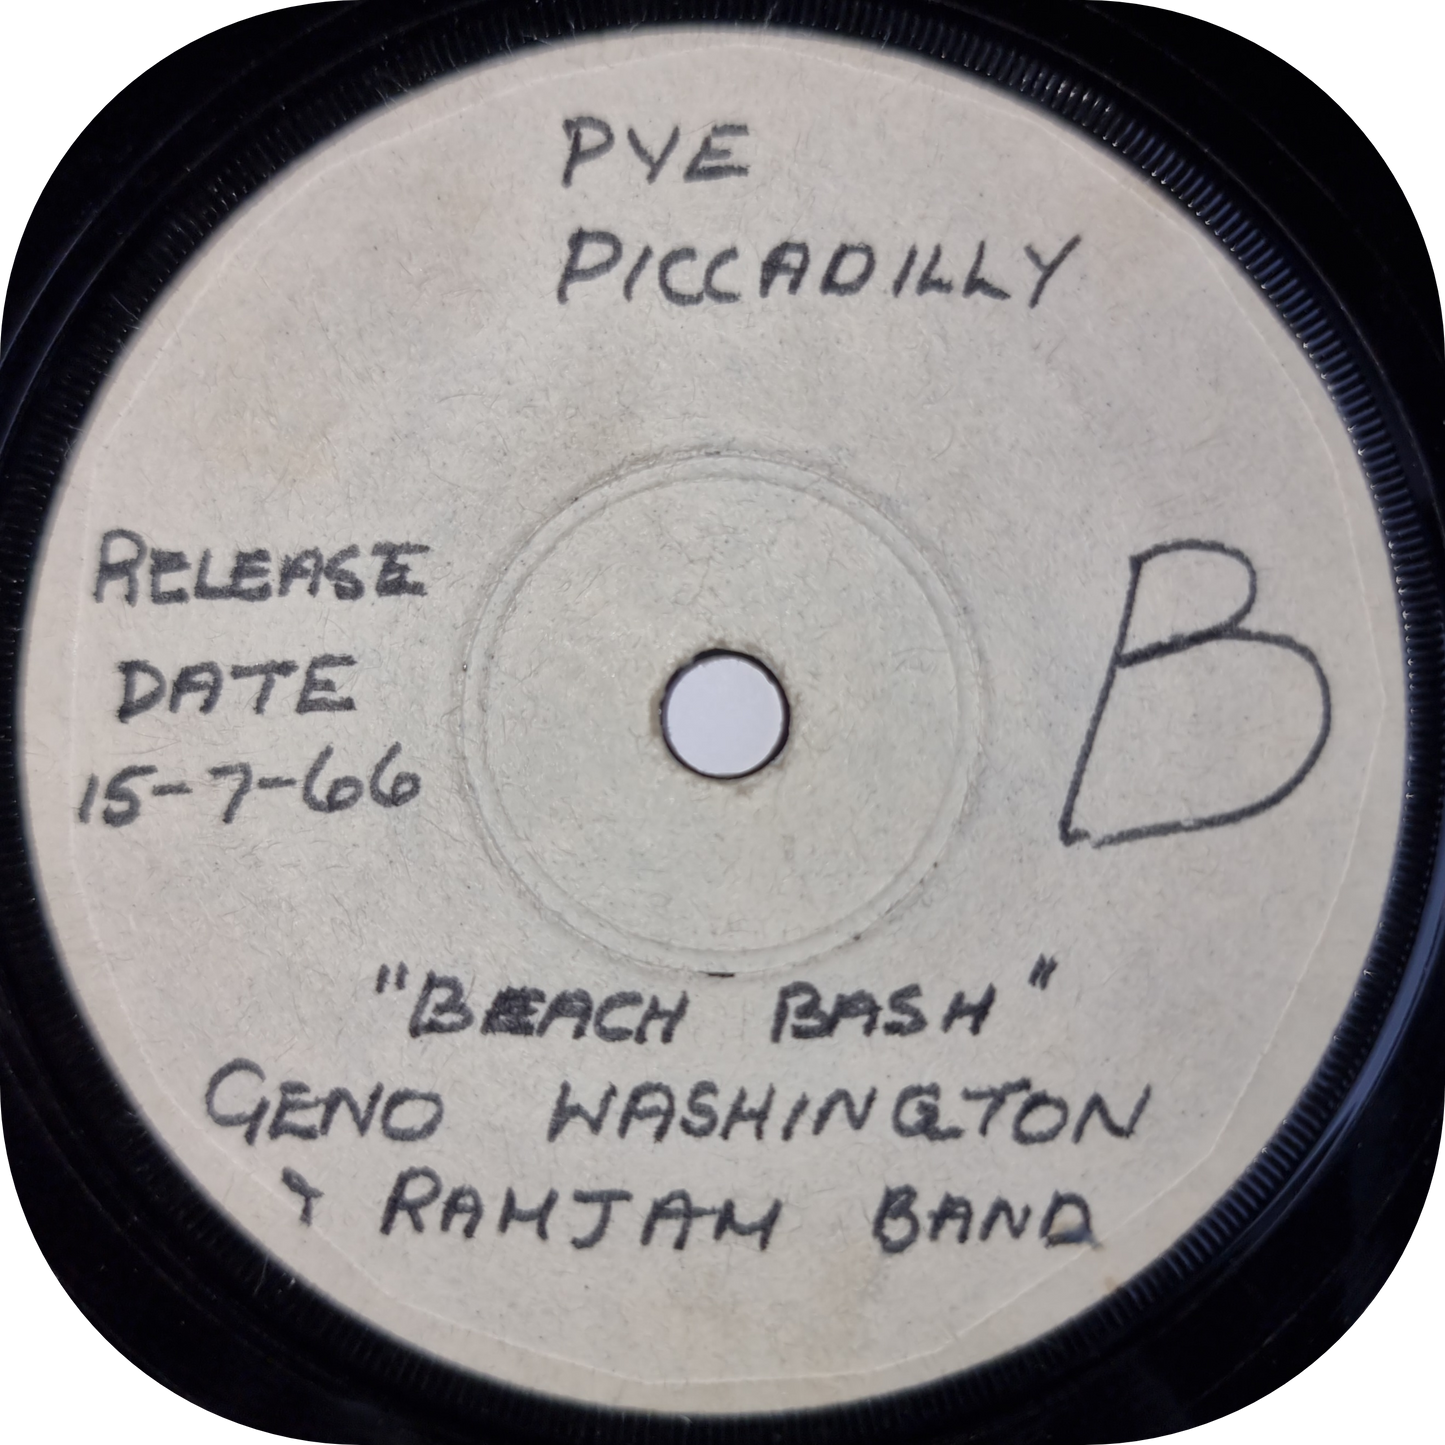 PYE
PICCADILLY
RELEASE
DATE
15-7-66
B
"BEACH BASH"
GENO WASHINGTON
& RAMJAM BAND